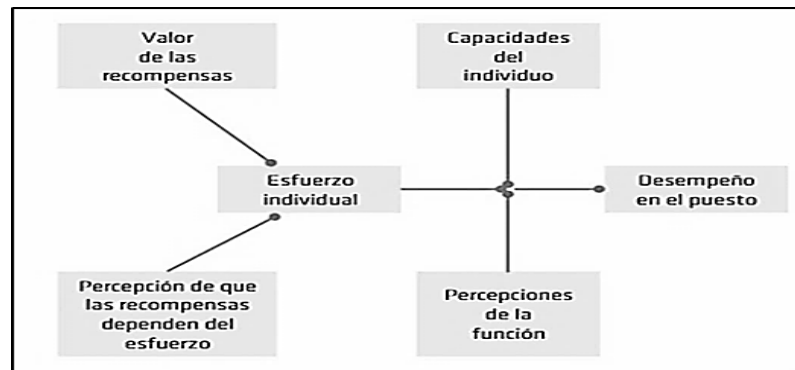 Valor
de las
recompensas
Capacidades
del
individuo
Esfuerzo
individual
Desempeño
en el puesto
Percepción de que
las recompensas
dependen del
esfuerzo
Percepciones
de la
función